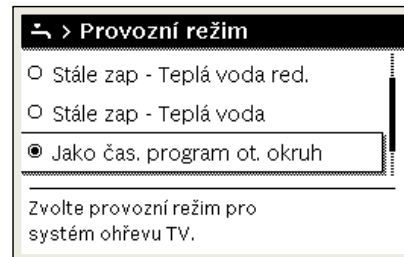 > Provozní režim
Stále zap - Teplá voda red.
Stále zap - Teplá voda
Jako čas. program ot. okruh
Zvolte provozní režim pro
systém ohřevu TV.